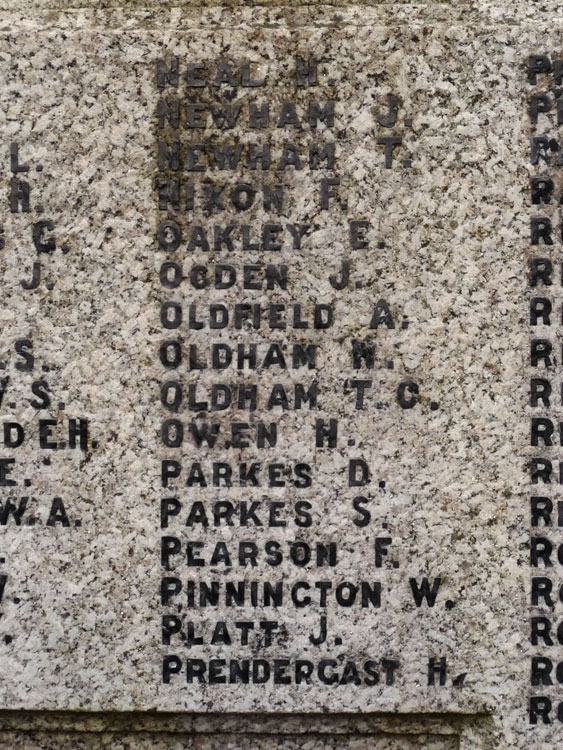 NEAL H.
NEWHAM J.
NEWHAM T.
NIXON F.
OAKLEY E.
OGDEN J.
OLDFIELD A.
OLDHAM N.
OLDHAM T.G.
OWEN H.
PARKES D.
PARKES S.
PEARSON F.
PINNINGTON W.
PLATT J.
PRENDERGAST H.
L.
H.
G.
J.
S.
S.
D E.H.
E.
W.A.